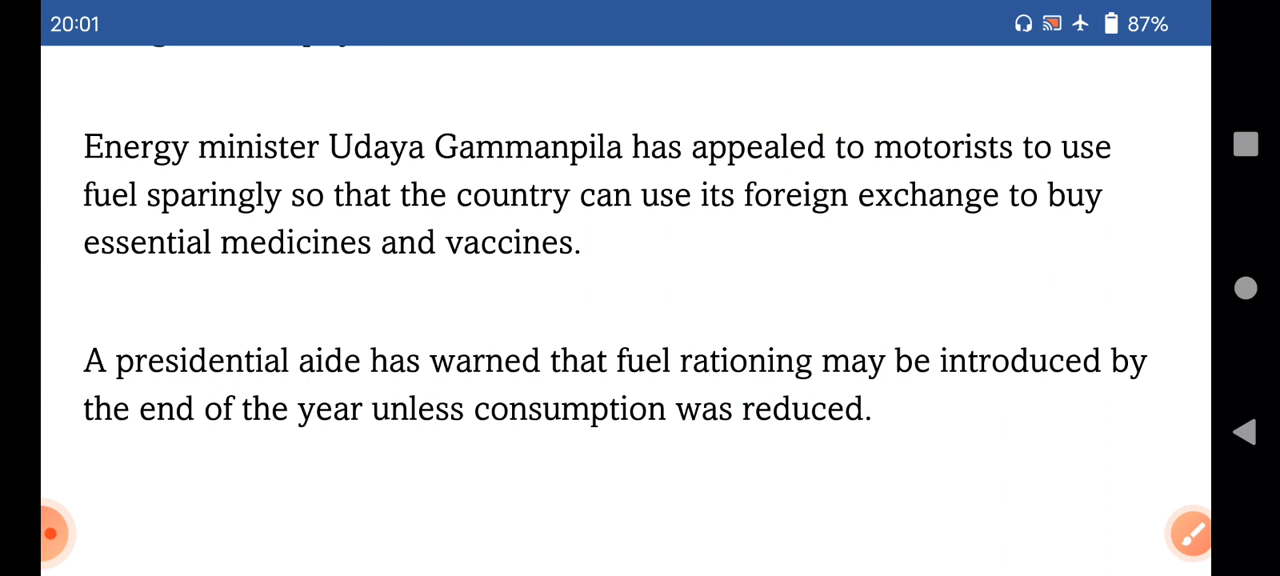 20:01
87%
Energy minister Udaya Gammanpila has appealed to motorists to use
fuel sparingly so that the country can use its foreign exchange to buy
essential medicines and vaccines.
A presidential aide has warned that fuel rationing may be introduced by
the end of the year unless consumption was reduced.